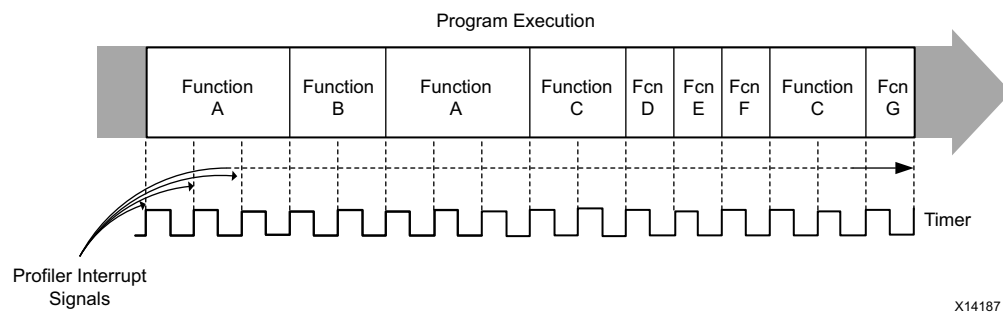 Program Execution
Function A
Function B
Function A
Function C
Fcn D
Fcn E
Fcn F
Function C
Fcn G
Timer
Profiler Interrupt
Signals
X14187